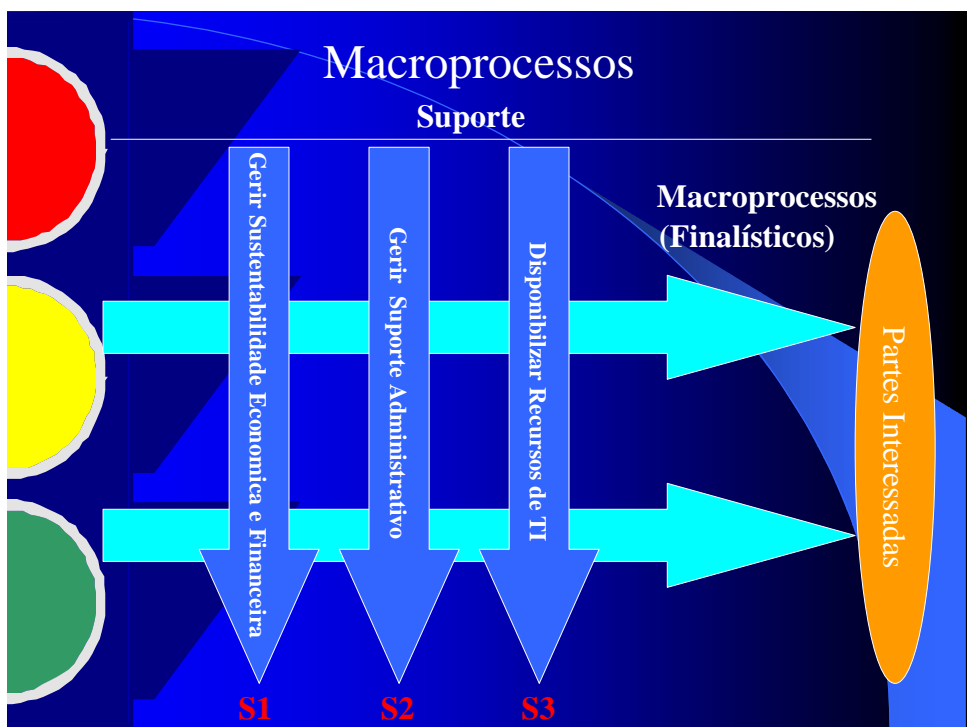 Macroprocessos
Suporte
Macroprocessos
(Finalísticos)
Gerir Sustentabilidade Economica e Financeira
Gerir Suporte Administrativo
Disponibilzar Recursos de TI
Partes Interessadas
S1
S2
S3